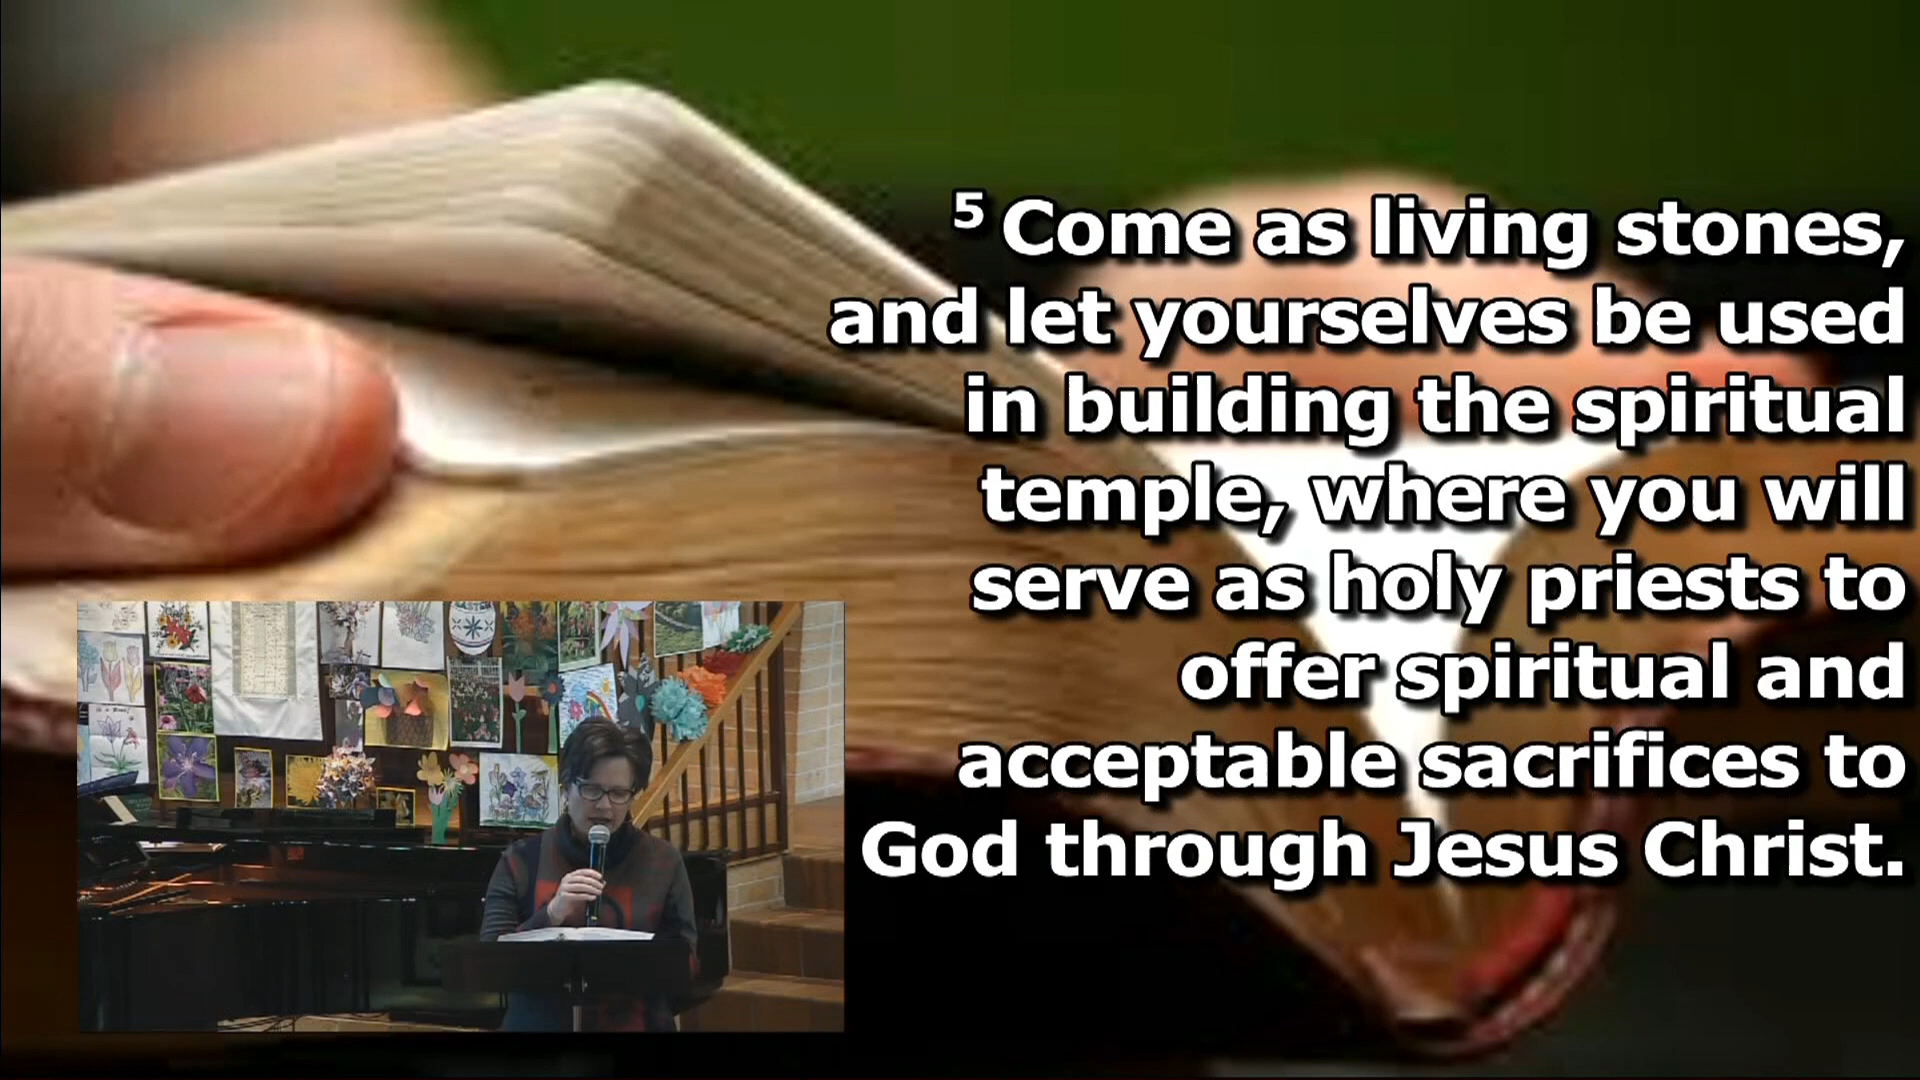 ⁵ Come as living stones,
and let yourselves be used
in building the spiritual
temple, where you will
serve as holy priests to
offer spiritual and
acceptable sacrifices to
God through Jesus Christ.
EASTER